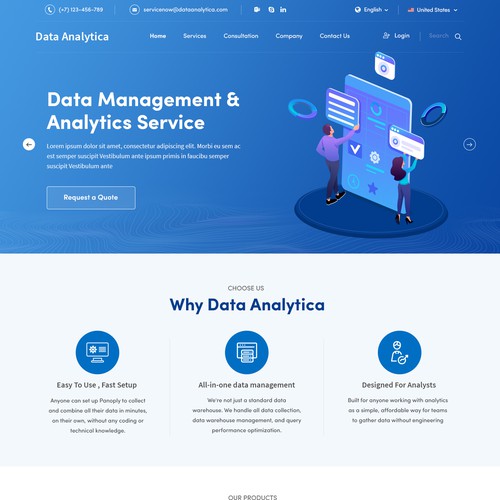 (+7) 123-456-789 servicenow@dataanalytica.com English United States
Data Analytica Home Services Consultation Company Contact Us Login Search
Data Management &
Analytics Service
Lorem ipsum dolor sit amet, consectetur adipiscing elit. Morbi eu sem ac
est semper suscipit Vestibulum ante ipsum primis in faucibu semper
suscipit Vestibulum ante
Request a Quote
CHOOSE US
Why Data Analytica
Easy To Use , Fast Setup
Anyone can set up Panoply to collect
and combine all their data in minutes,
on their own, without any coding or
technical knowledge.
All-in-one data management
We're not just a standard data
warehouse. We handle all data collection,
data warehouse management, and query
performance optimization.
Designed For Analysts
Built for anyone working with analytics
as a simple, affordable way for teams
to gather data without engineering
OUR PRODUCTS